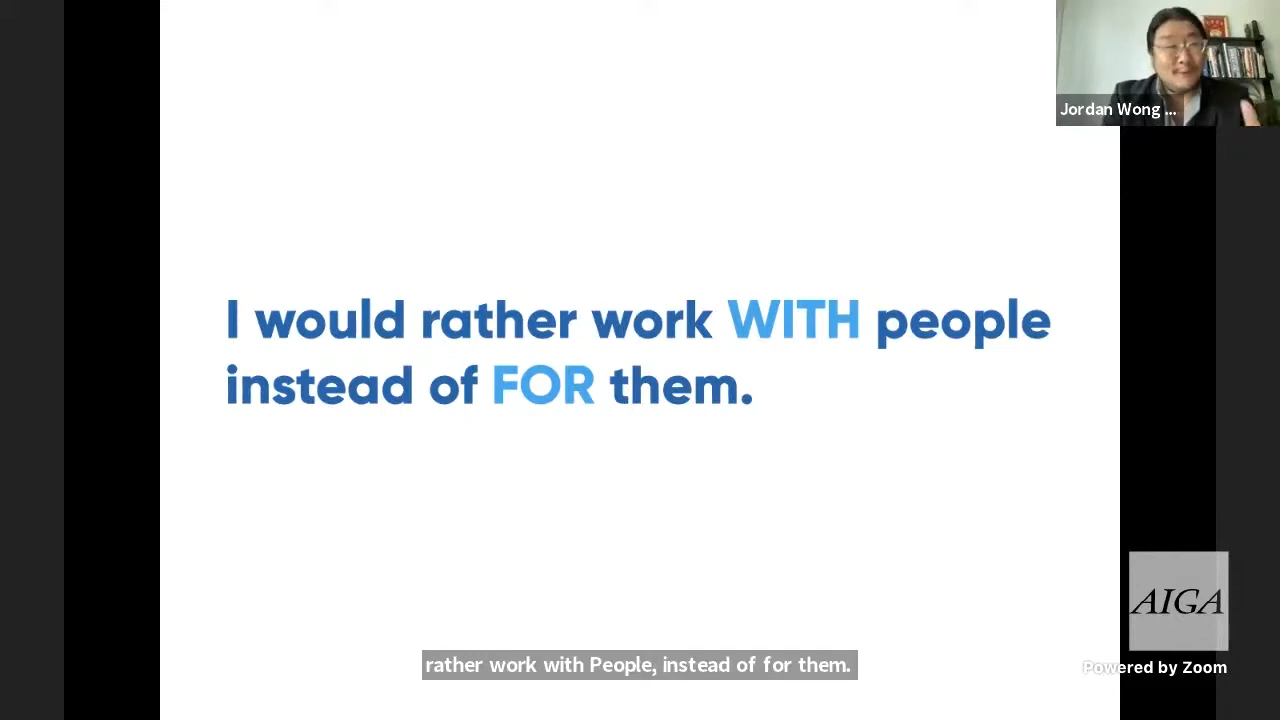 Jordan Wong ...
I would rather work WITH people
instead of FOR them.
AIGA
rather work with People, instead of for them.
Powered by Zoom